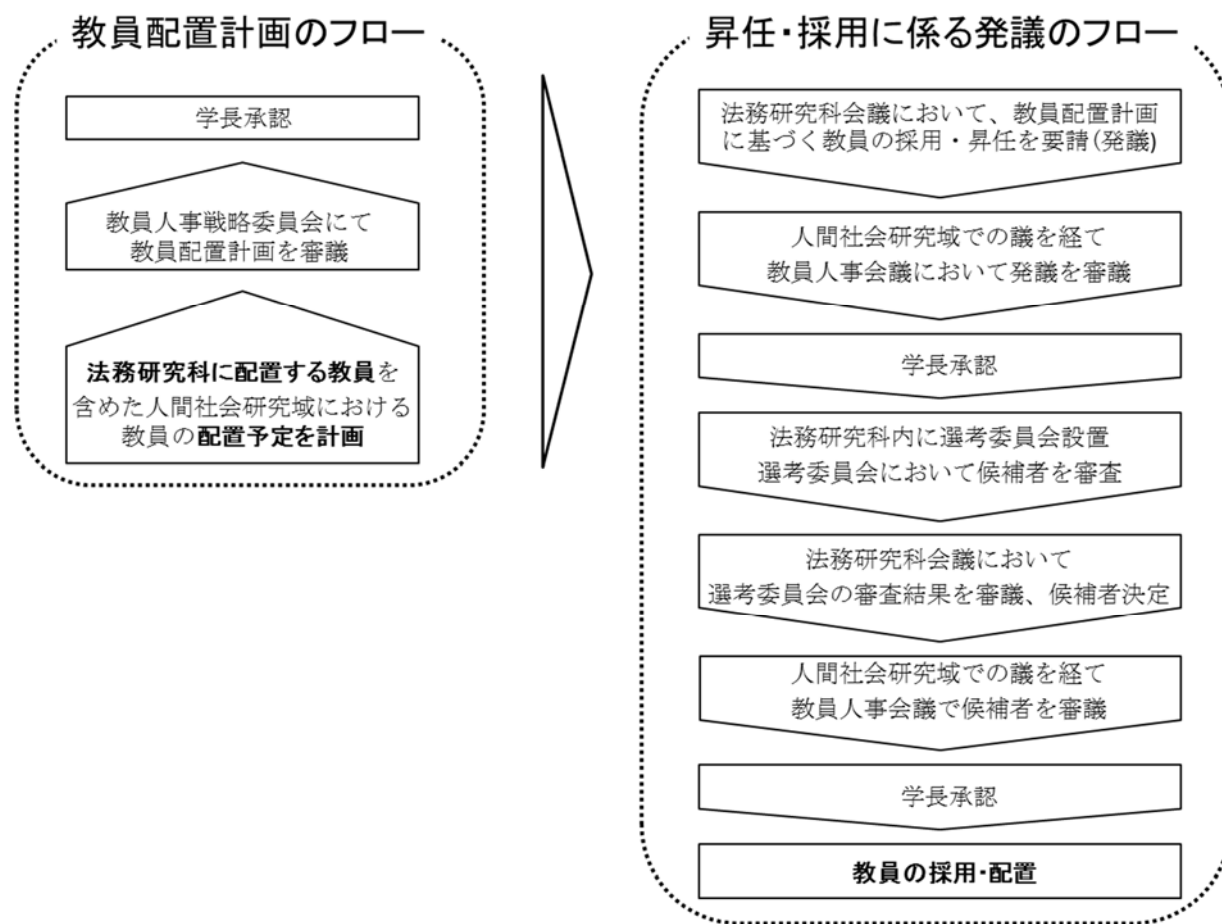 教員配置計画のフロー
学長承認
教員人事戦略委員会にて
教員配置計画を審議
法務研究科に配置する教員を
含めた人間社会研究域における
教員の配置予定を計画
昇任・採用に係る発議のフロー
法務研究科会議において、教員配置計画
に基づく教員の採用・昇任を要請(発議)
人間社会研究域での議を経て
教員人事会議において発議を審議
学長承認
法務研究科内に選考委員会設置
選考委員会において候補者を審査
法務研究科会議において
選考委員会の審査結果を審議、候補者決定
人間社会研究域での議を経て
教員人事会議で候補者を審議
学長承認
教員の採用・配置